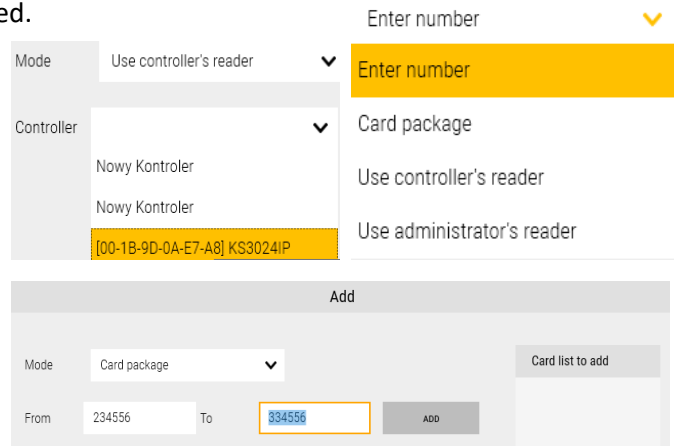 ed.
Mode Use controller's reader
Controller
Nowy Kontroler
Nowy Kontroler
[00-1B-9D-0A-E7-A8] KS3024IP
Enter number
Enter number
Card package
Use controller's reader
Use administrator's reader
Add
Mode Card package Card list to add
From 234556 To 334556 ADD